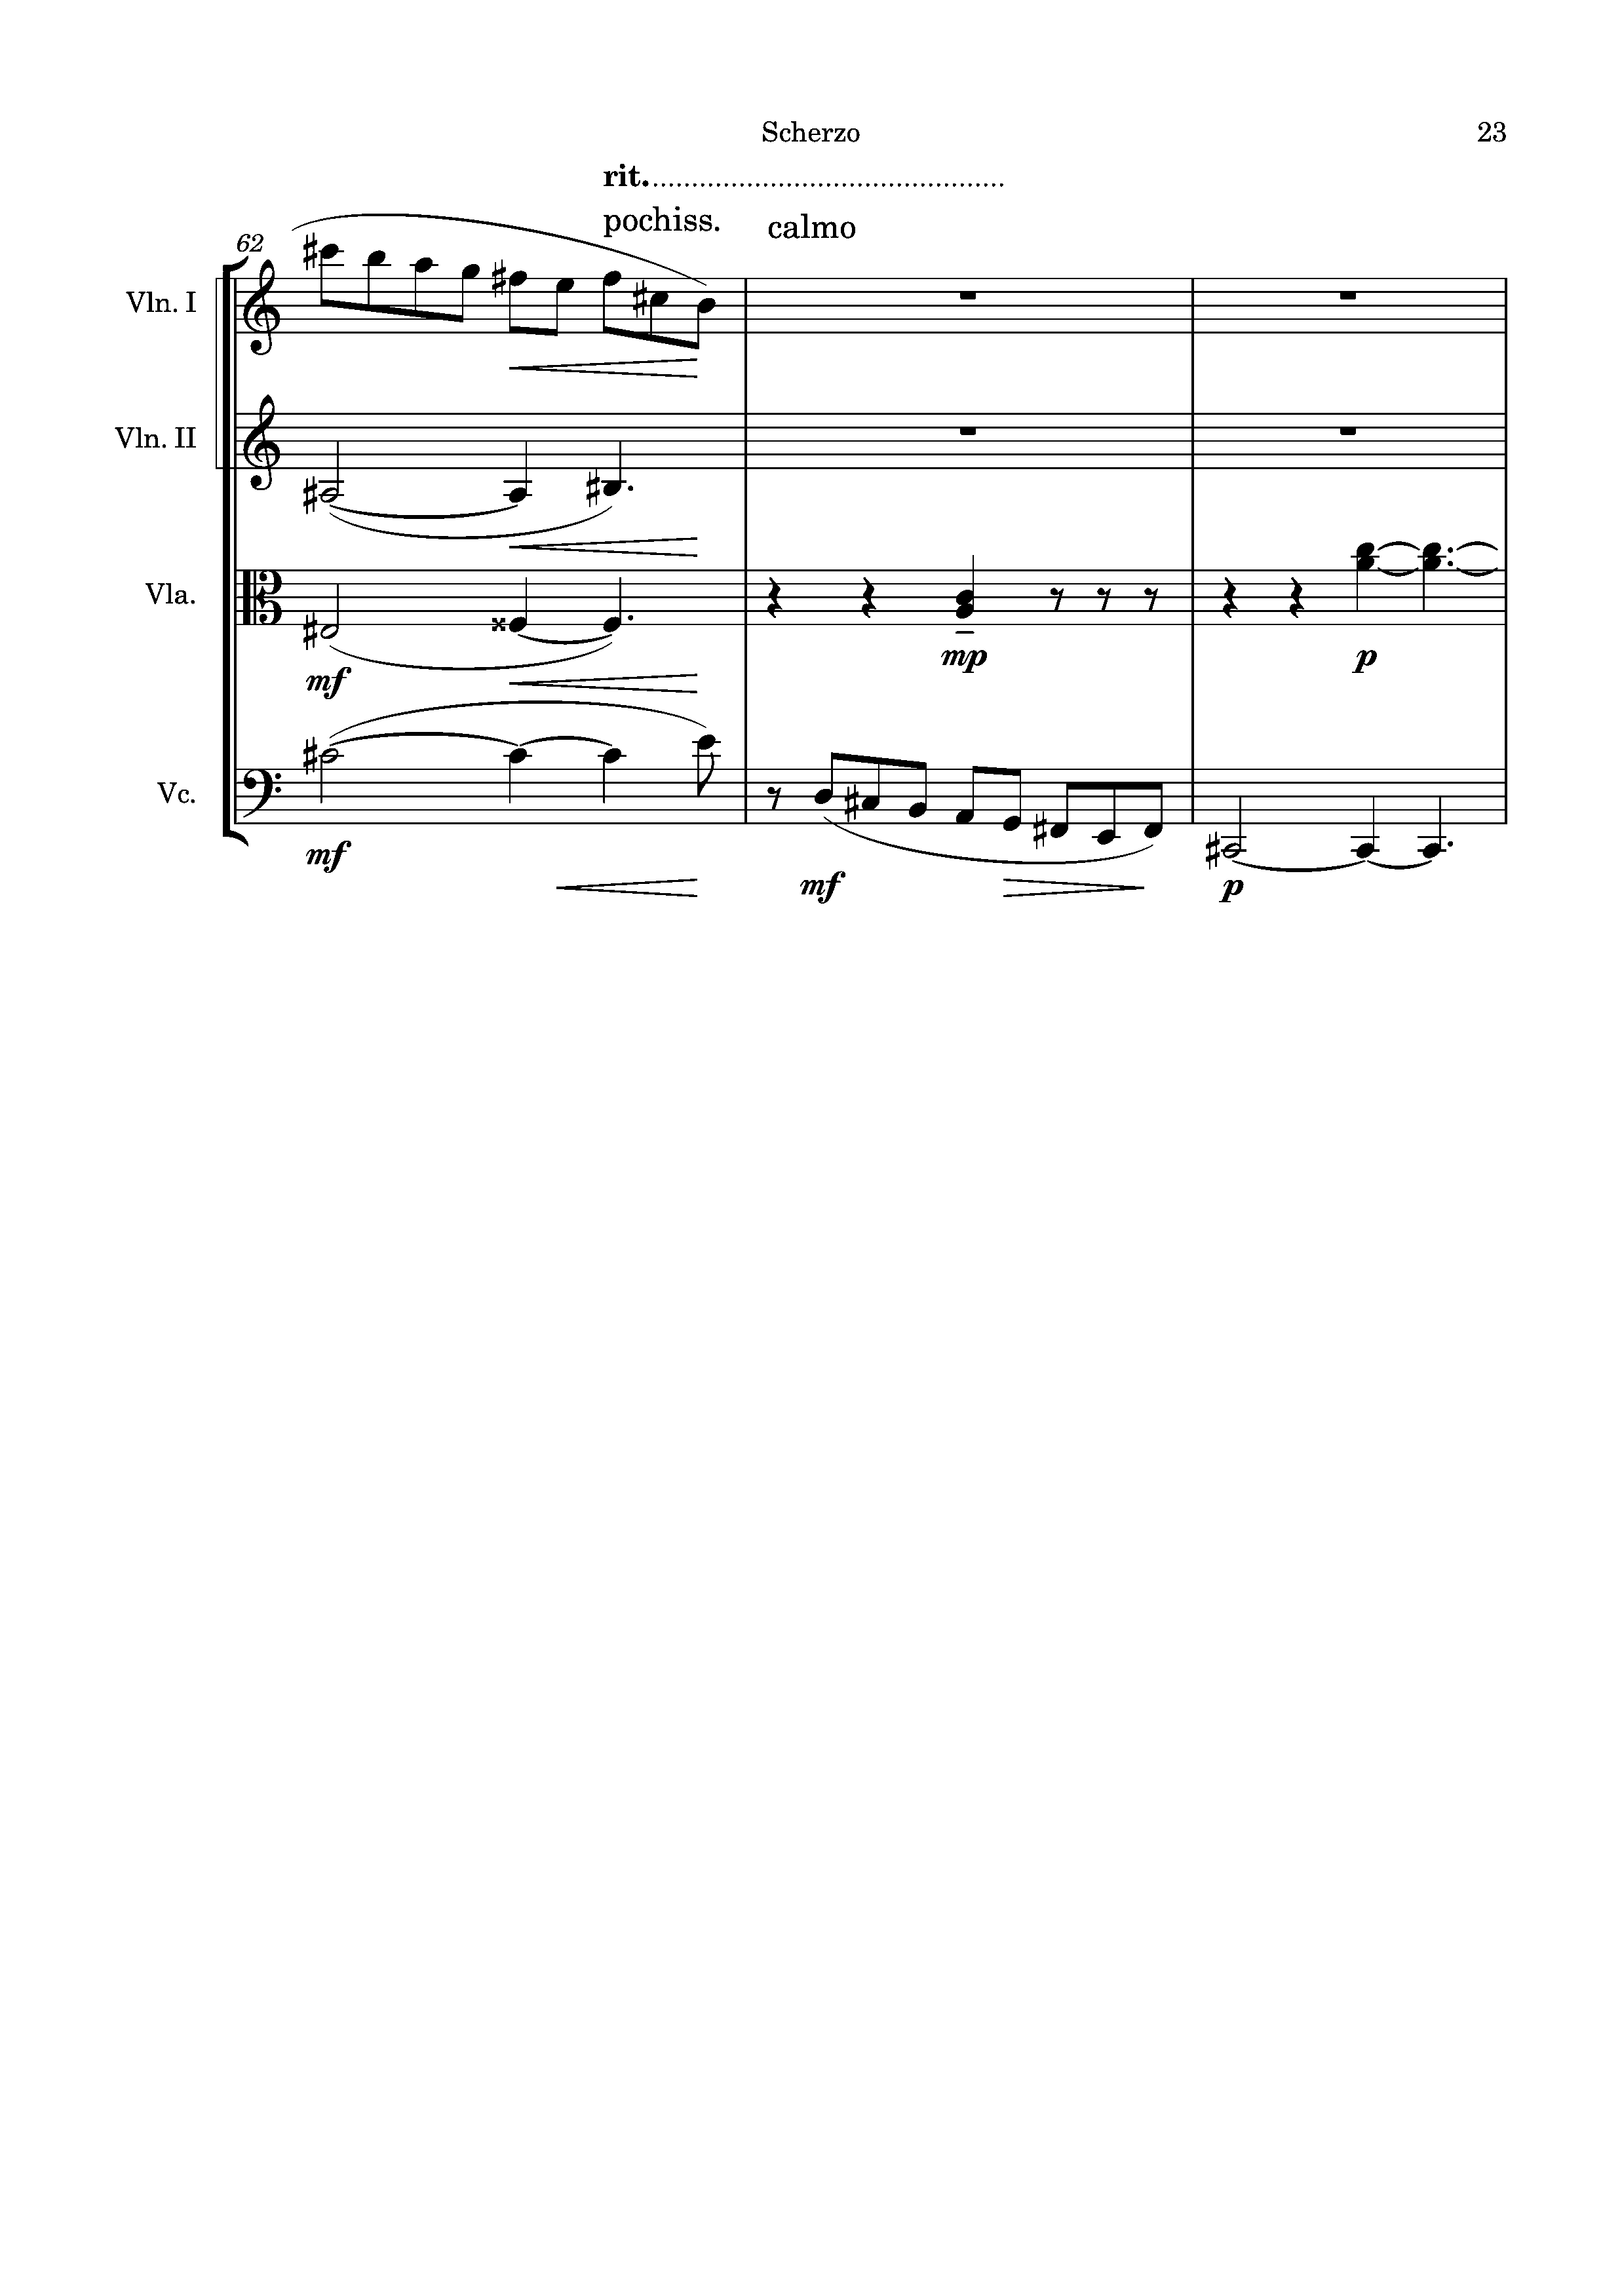 Scherzo 23
rit.
pochiss.
calmo
62
Vln. I
Vln. II
Vla.
mf
mp
p
Vc.
mf
mf
p